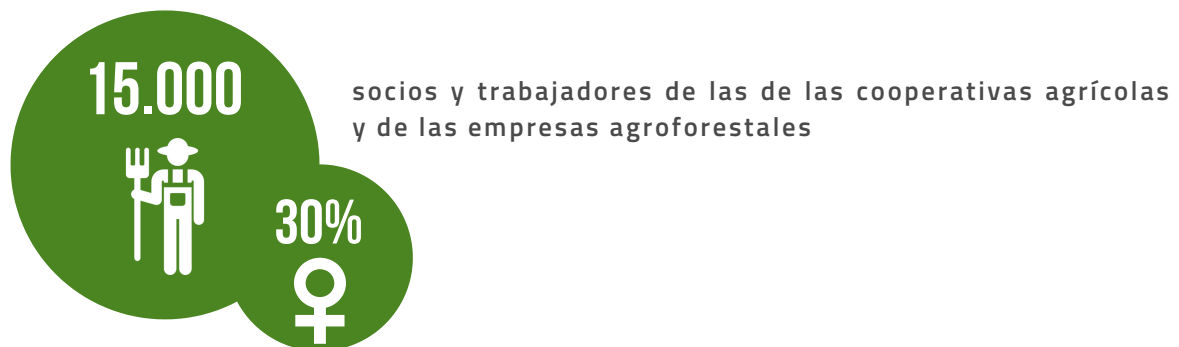 15.000
socios y trabajadores de las de las cooperativas agrícolas
y de las empresas agroforestales
30%